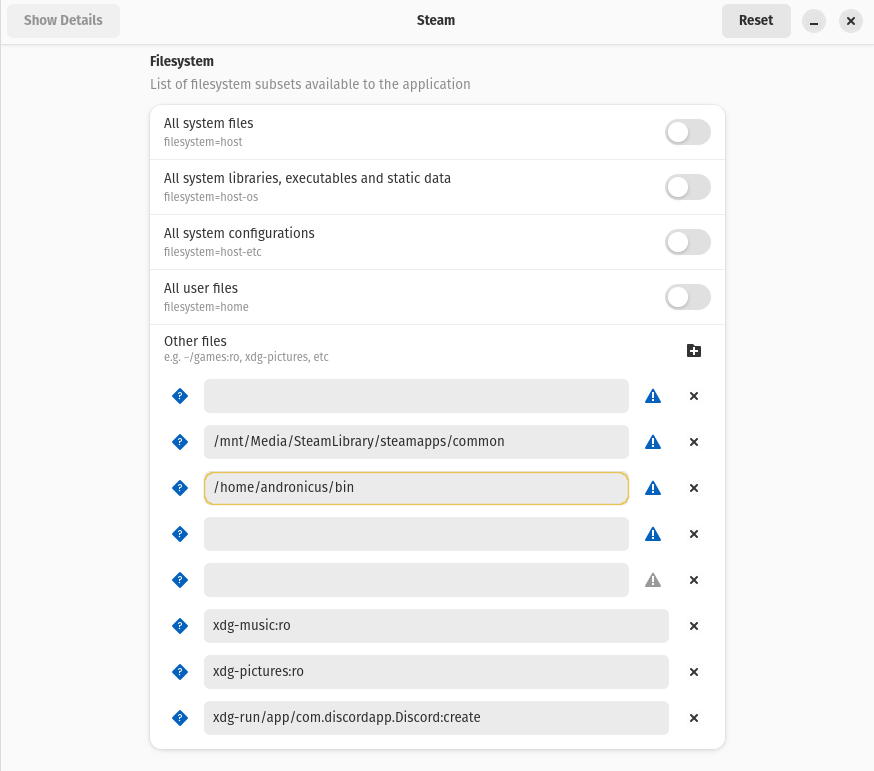 Show Details
Steam
Reset
Filesystem
List of filesystem subsets available to the application
All system files
filesystem=host
All system libraries, executables and static data
filesystem=host-os
All system configurations
filesystem=host-etc
All user files
filesystem=home
Other files
e.g. ~/games:ro, xdg-pictures, etc
/mnt/Media/SteamLibrary/steamapps/common
/home/andronicus/bin
xdg-music:ro
xdg-pictures:ro
xdg-run/app/com.discordapp.Discord:create